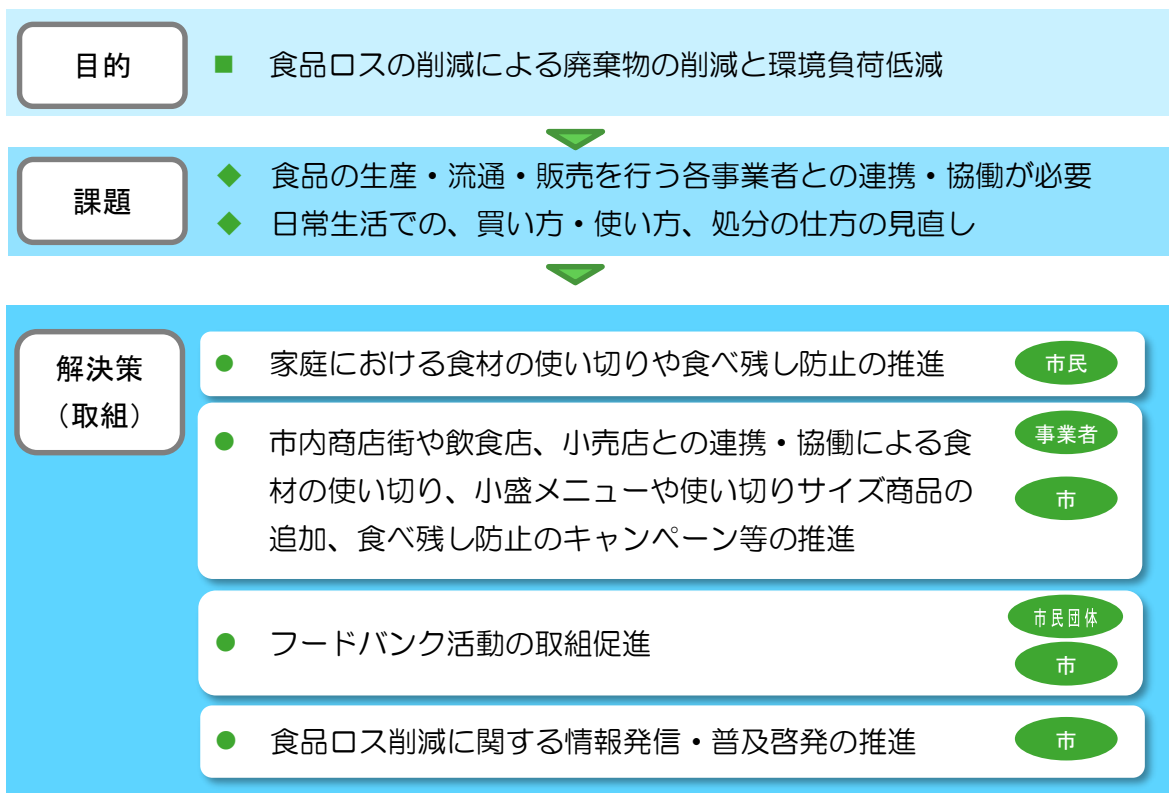 目的
■ 食品ロスの削減による廃棄物の削減と環境負荷低減
課題
◆ 食品の生産・流通・販売を行う各事業者との連携・協働が必要
◆ 日常生活での、買い方・使い方、処分の仕方の見直し
解決策
（取組）
● 家庭における食材の使い切りや食べ残し防止の推進
市民
● 市内商店街や飲食店、小売店との連携・協働による食
材の使い切り、小盛メニューや使い切りサイズ商品の
追加、食べ残し防止のキャンペーン等の推進
事業者
市
● フードバンク活動の取組促進
市民団体
市
● 食品ロス削減に関する情報発信・普及啓発の推進
市